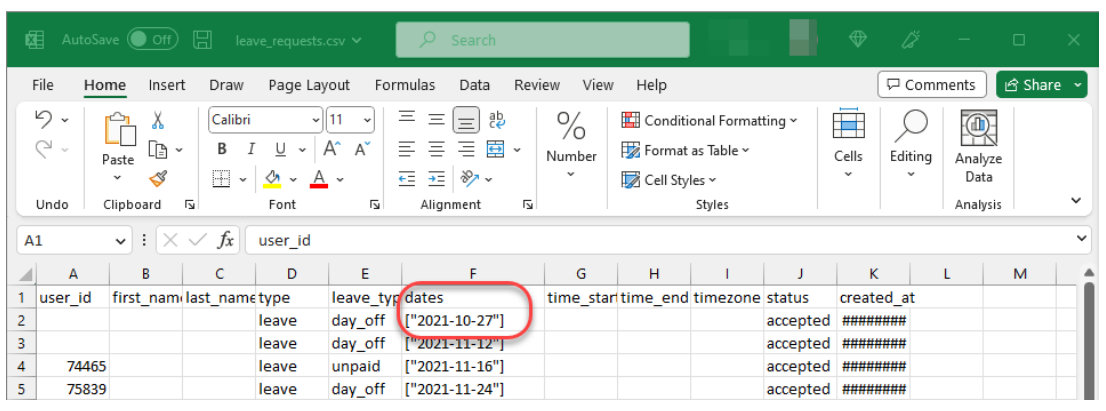 AutoSave Off leave_requests.csv Search
File Home Insert Draw Page Layout Formulas Data Review View Help Comments Share
Calibri 11 ab Conditional Formatting
Paste B I U A A Number Format as Table Cells Editing Analyze Data
A Cell Styles
Undo Clipboard Font Alignment Styles Analysis
A1 fx user_id
A B C D E F G H I J K L M
1 user_id first_name last_name type leave_typ dates time_start time_end timezone status created_at
2 leave day_off ["2021-10-27"] accepted ########
3 leave day_off ["2021-11-12"] accepted ########
4 74465 leave unpaid ["2021-11-16"] accepted ########
5 75839 leave day_off ["2021-11-24"] accepted ########